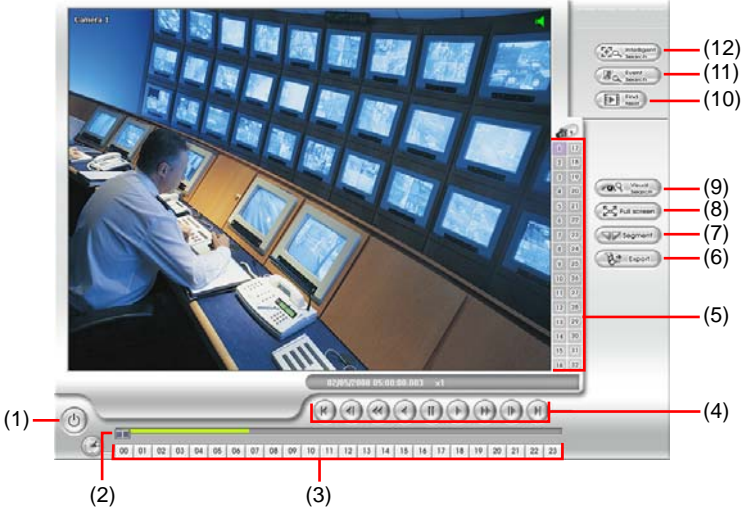 Camera 1
Intelligent
Search
(12)
Event
Search
(11)
Find
Next
(10)
1 17
2 18
3 19
4 20
5 21
6 22
7 23
8 24
9 25
10 26
11 27
12 28
13 29
14 30
15 31
16 32
(5)
Visual
Search
(9)
Full screen
(8)
Segment
(7)
Export
(6)
05:00:00.003 x1
(1)
(4)
00 01 02 03 04 05 06 07 08 09 10 11 12 13 14 15 16 17 18 19 20 21 22 23
(2)
(3)